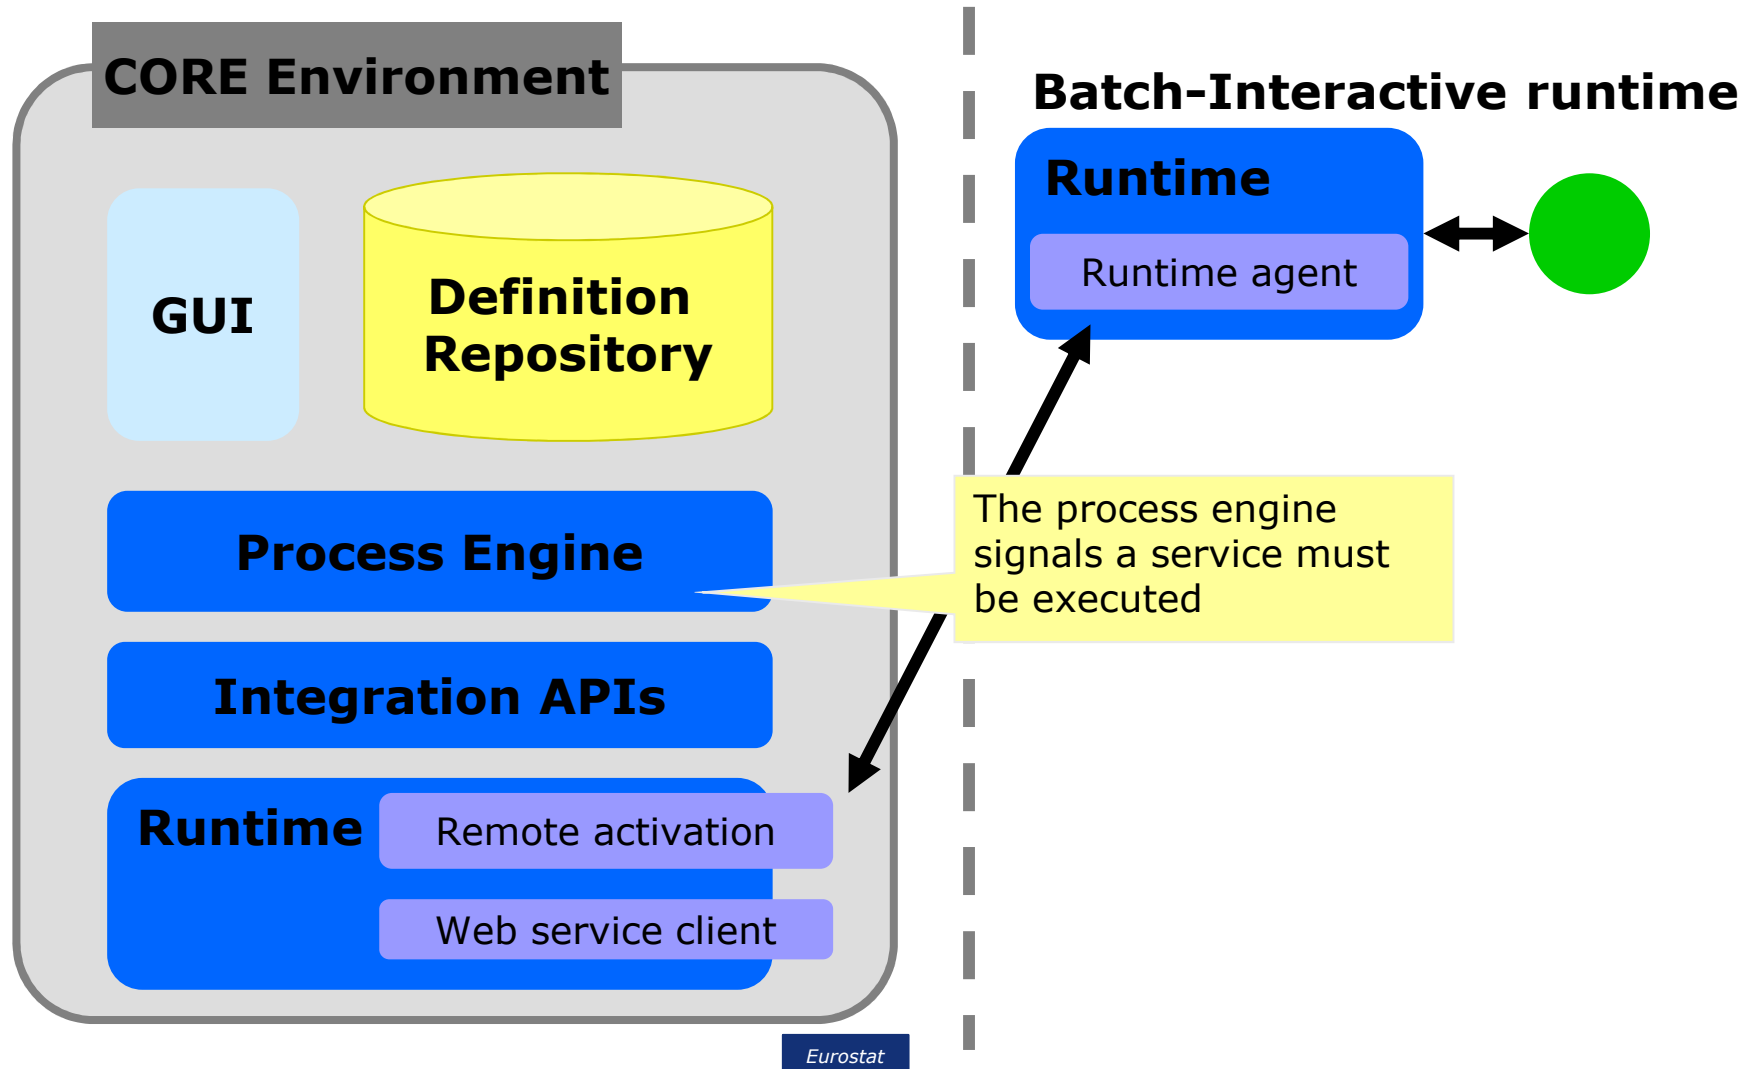 CORE Environment
GUI
Definition
Repository
Process Engine
Integration APIs
Runtime
Remote activation
Web service client
Batch-Interactive runtime
Runtime
Runtime agent
The process engine
signals a service must
be executed
Eurostat